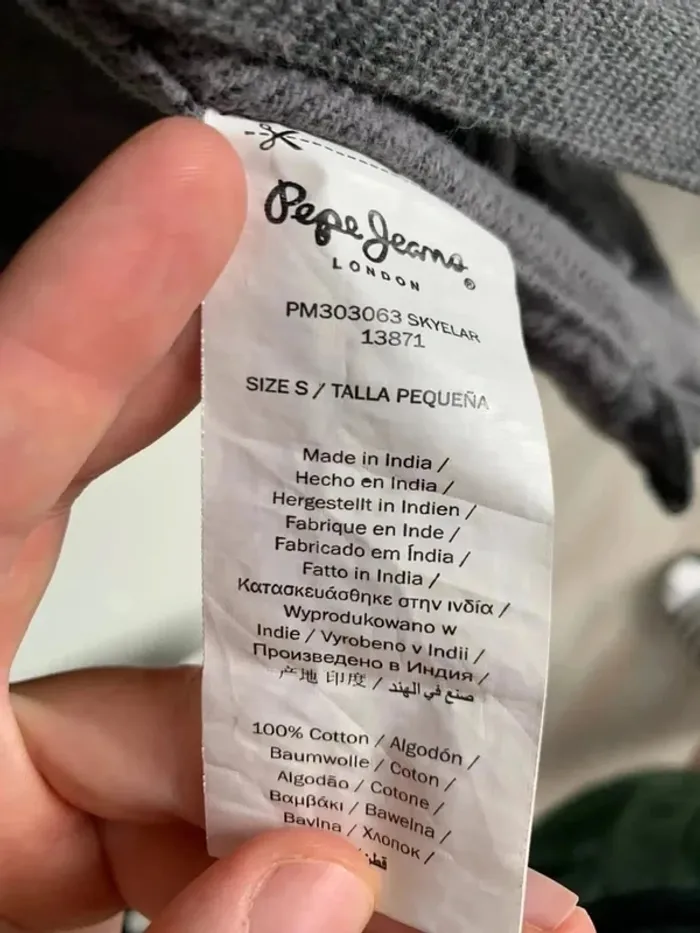 Pepe Jeans
LONDON ®
PM303063 SKYELAR
13871
SIZE S / TALLA PEQUEÑA
Made in India /
Hecho en India /
Hergestellt in Indien /
Fabrique en Inde /
Fabricado em Índia /
Fatto in India /
Κατασκευάσθηκε στην ινδία /
Wyprodukowano w
Indie / Vyrobeno v Indii /
Произведено в Индия /
产地 印度 / صنع في الهند
100% Cotton / Algodón /
Baumwolle / Coton /
Algodão / Cotone /
Βαμβάκι / Bawelna /
Bavlna / Хлопок /
قطن